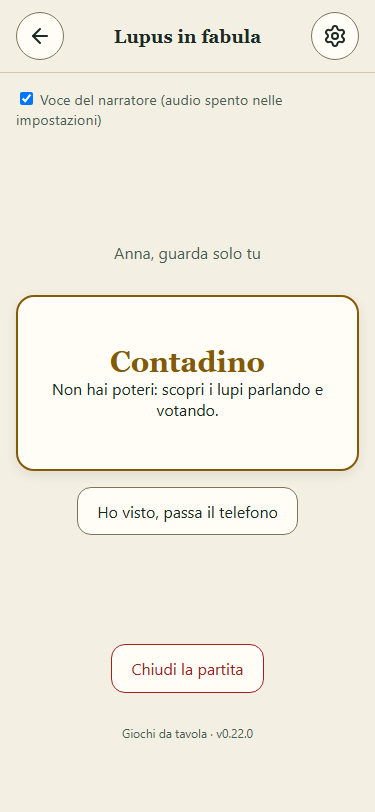 Lupus in fabula
Voce del narratore (audio spento nelle
impostazioni)
Anna, guarda solo tu
Contadino
Non hai poteri: scopri i lupi parlando e
votando.
Ho visto, passa il telefono
Chiudi la partita
Giochi da tavola · v0.22.0